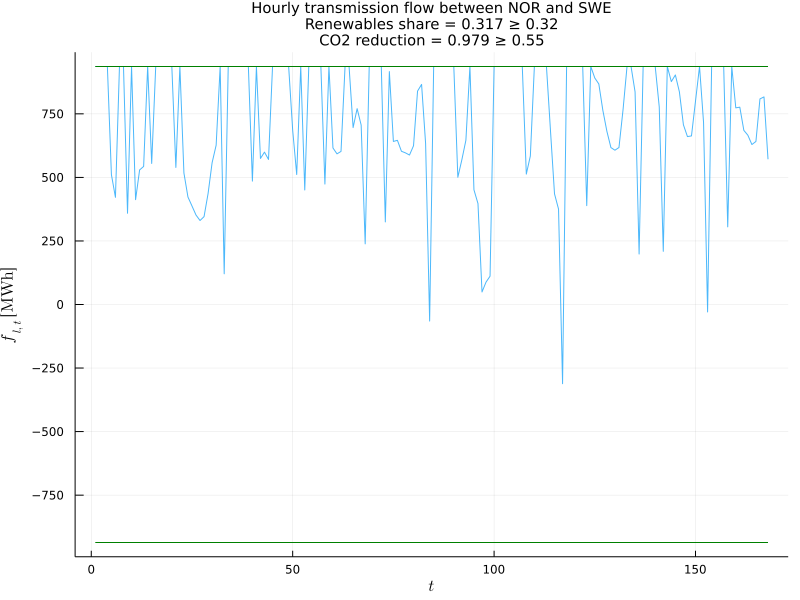 Hourly transmission flow between NOR and SWE
Renewables share = 0.317 ≥ 0.32
CO2 reduction = 0.979 ≥ 0.55
750
500
250
0
−250
−500
−750
f l,t [MWh]
0
50
100
150
t